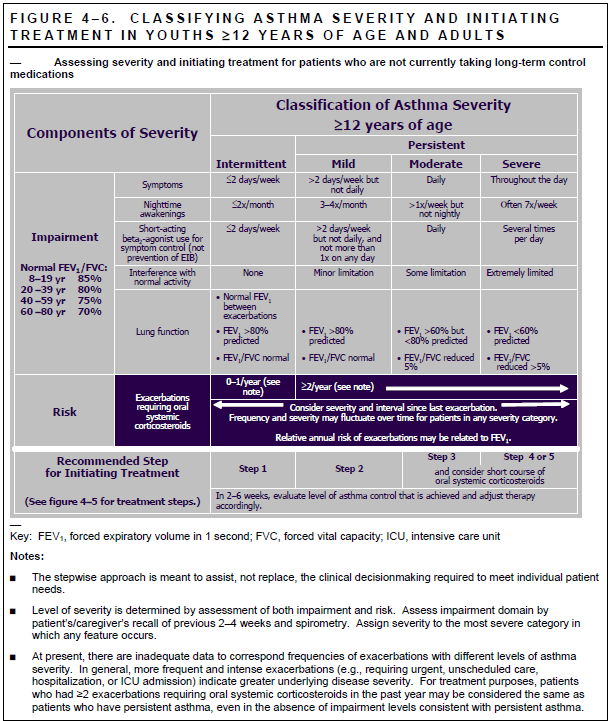 FIGURE 4–6. CLASSIFYING ASTHMA SEVERITY AND INITIATING
TREATMENT IN YOUTHS ≥12 YEARS OF AGE AND ADULTS
— Assessing severity and initiating treatment for patients who are not currently taking long-term control
medications
Components of Severity
Classification of Asthma Severity
≥12 years of age
Persistent
Intermittent
Mild
Moderate
Severe
Impairment
Normal FEV1/FVC:
8–19 yr 85%
20–39 yr 80%
40–59 yr 75%
60–80 yr 70%
Symptoms
≤2 days/week
>2 days/week but
not daily
Daily
Throughout the day
Nighttime
awakenings
≤2x/month
3–4x/month
>1x/week but
not nightly
Often 7x/week
Short-acting
beta2-agonist use for
symptom control (not
prevention of EIB)
≤2 days/week
>2 days/week
but not daily, and
not more than
1x on any day
Daily
Several times
per day
Interference with
normal activity
None
Minor limitation
Some limitation
Extremely limited
Lung function
• Normal FEV1
between
exacerbations
• FEV1 >80%
predicted
• FEV1/FVC normal
• FEV1 >80%
predicted
• FEV1/FVC normal
• FEV1 >60% but
<80% predicted
• FEV1/FVC reduced
5%
• FEV1 <60%
predicted
• FEV1/FVC
reduced >5%
Risk
Exacerbations
requiring oral
systemic
corticosteroids
0–1/year (see
note)
≥2/year (see note)
Consider severity and interval since last exacerbation.
Frequency and severity may fluctuate over time for patients in any severity category.
Relative annual risk of exacerbations may be related to FEV1.
Recommended Step
for Initiating Treatment
(See figure 4–5 for treatment steps.)
Step 1
Step 2
Step 3
Step 4 or 5
and consider short course of
oral systemic corticosteroids
In 2–6 weeks, evaluate level of asthma control that is achieved and adjust therapy
accordingly.
—
Key: FEV1, forced expiratory volume in 1 second; FVC, forced vital capacity; ICU, intensive care unit
Notes:
■ The stepwise approach is meant to assist, not replace, the clinical decisionmaking required to meet individual patient
needs.
■ Level of severity is determined by assessment of both impairment and risk. Assess impairment domain by
patient's/caregiver's recall of previous 2–4 weeks and spirometry. Assign severity to the most severe category in
which any feature occurs.
■ At present, there are inadequate data to correspond frequencies of exacerbations with different levels of asthma
severity. In general, more frequent and intense exacerbations (e.g., requiring urgent, unscheduled care,
hospitalization, or ICU admission) indicate greater underlying disease severity. For treatment purposes, patients
who had ≥2 exacerbations requiring oral systemic corticosteroids in the past year may be considered the same as
patients who have persistent asthma, even in the absence of impairment levels consistent with persistent asthma.